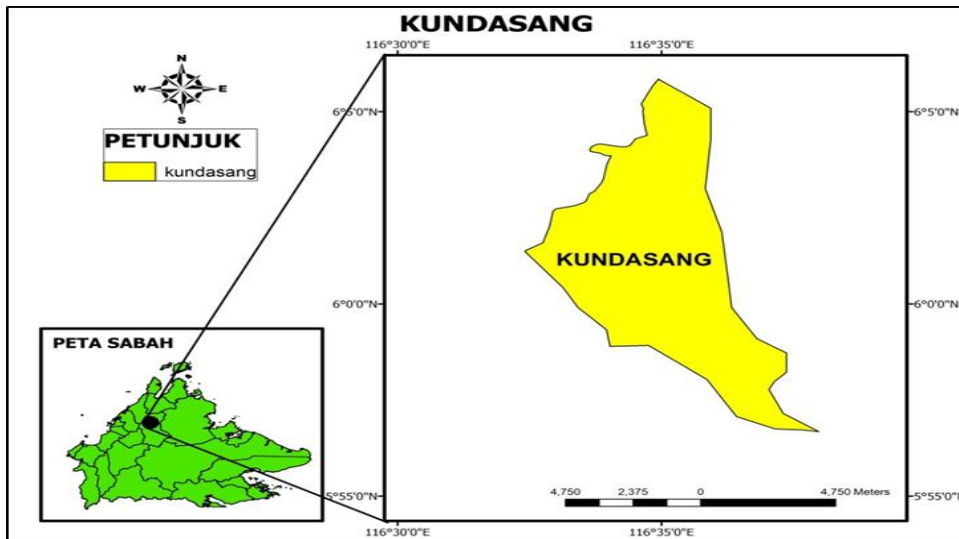 KUNDASANG
116°30'0"E 116°35'0"E
N
W E
S
PETUNJUK
kundasang
6°5'0"N 6°5'0"N
KUNDASANG
6°0'0"N 6°0'0"N
PETA SABAH
4,750 2,375 0 4,750 Meters
5°55'0"N 5°55'0"N
116°30'0"E 116°35'0"E